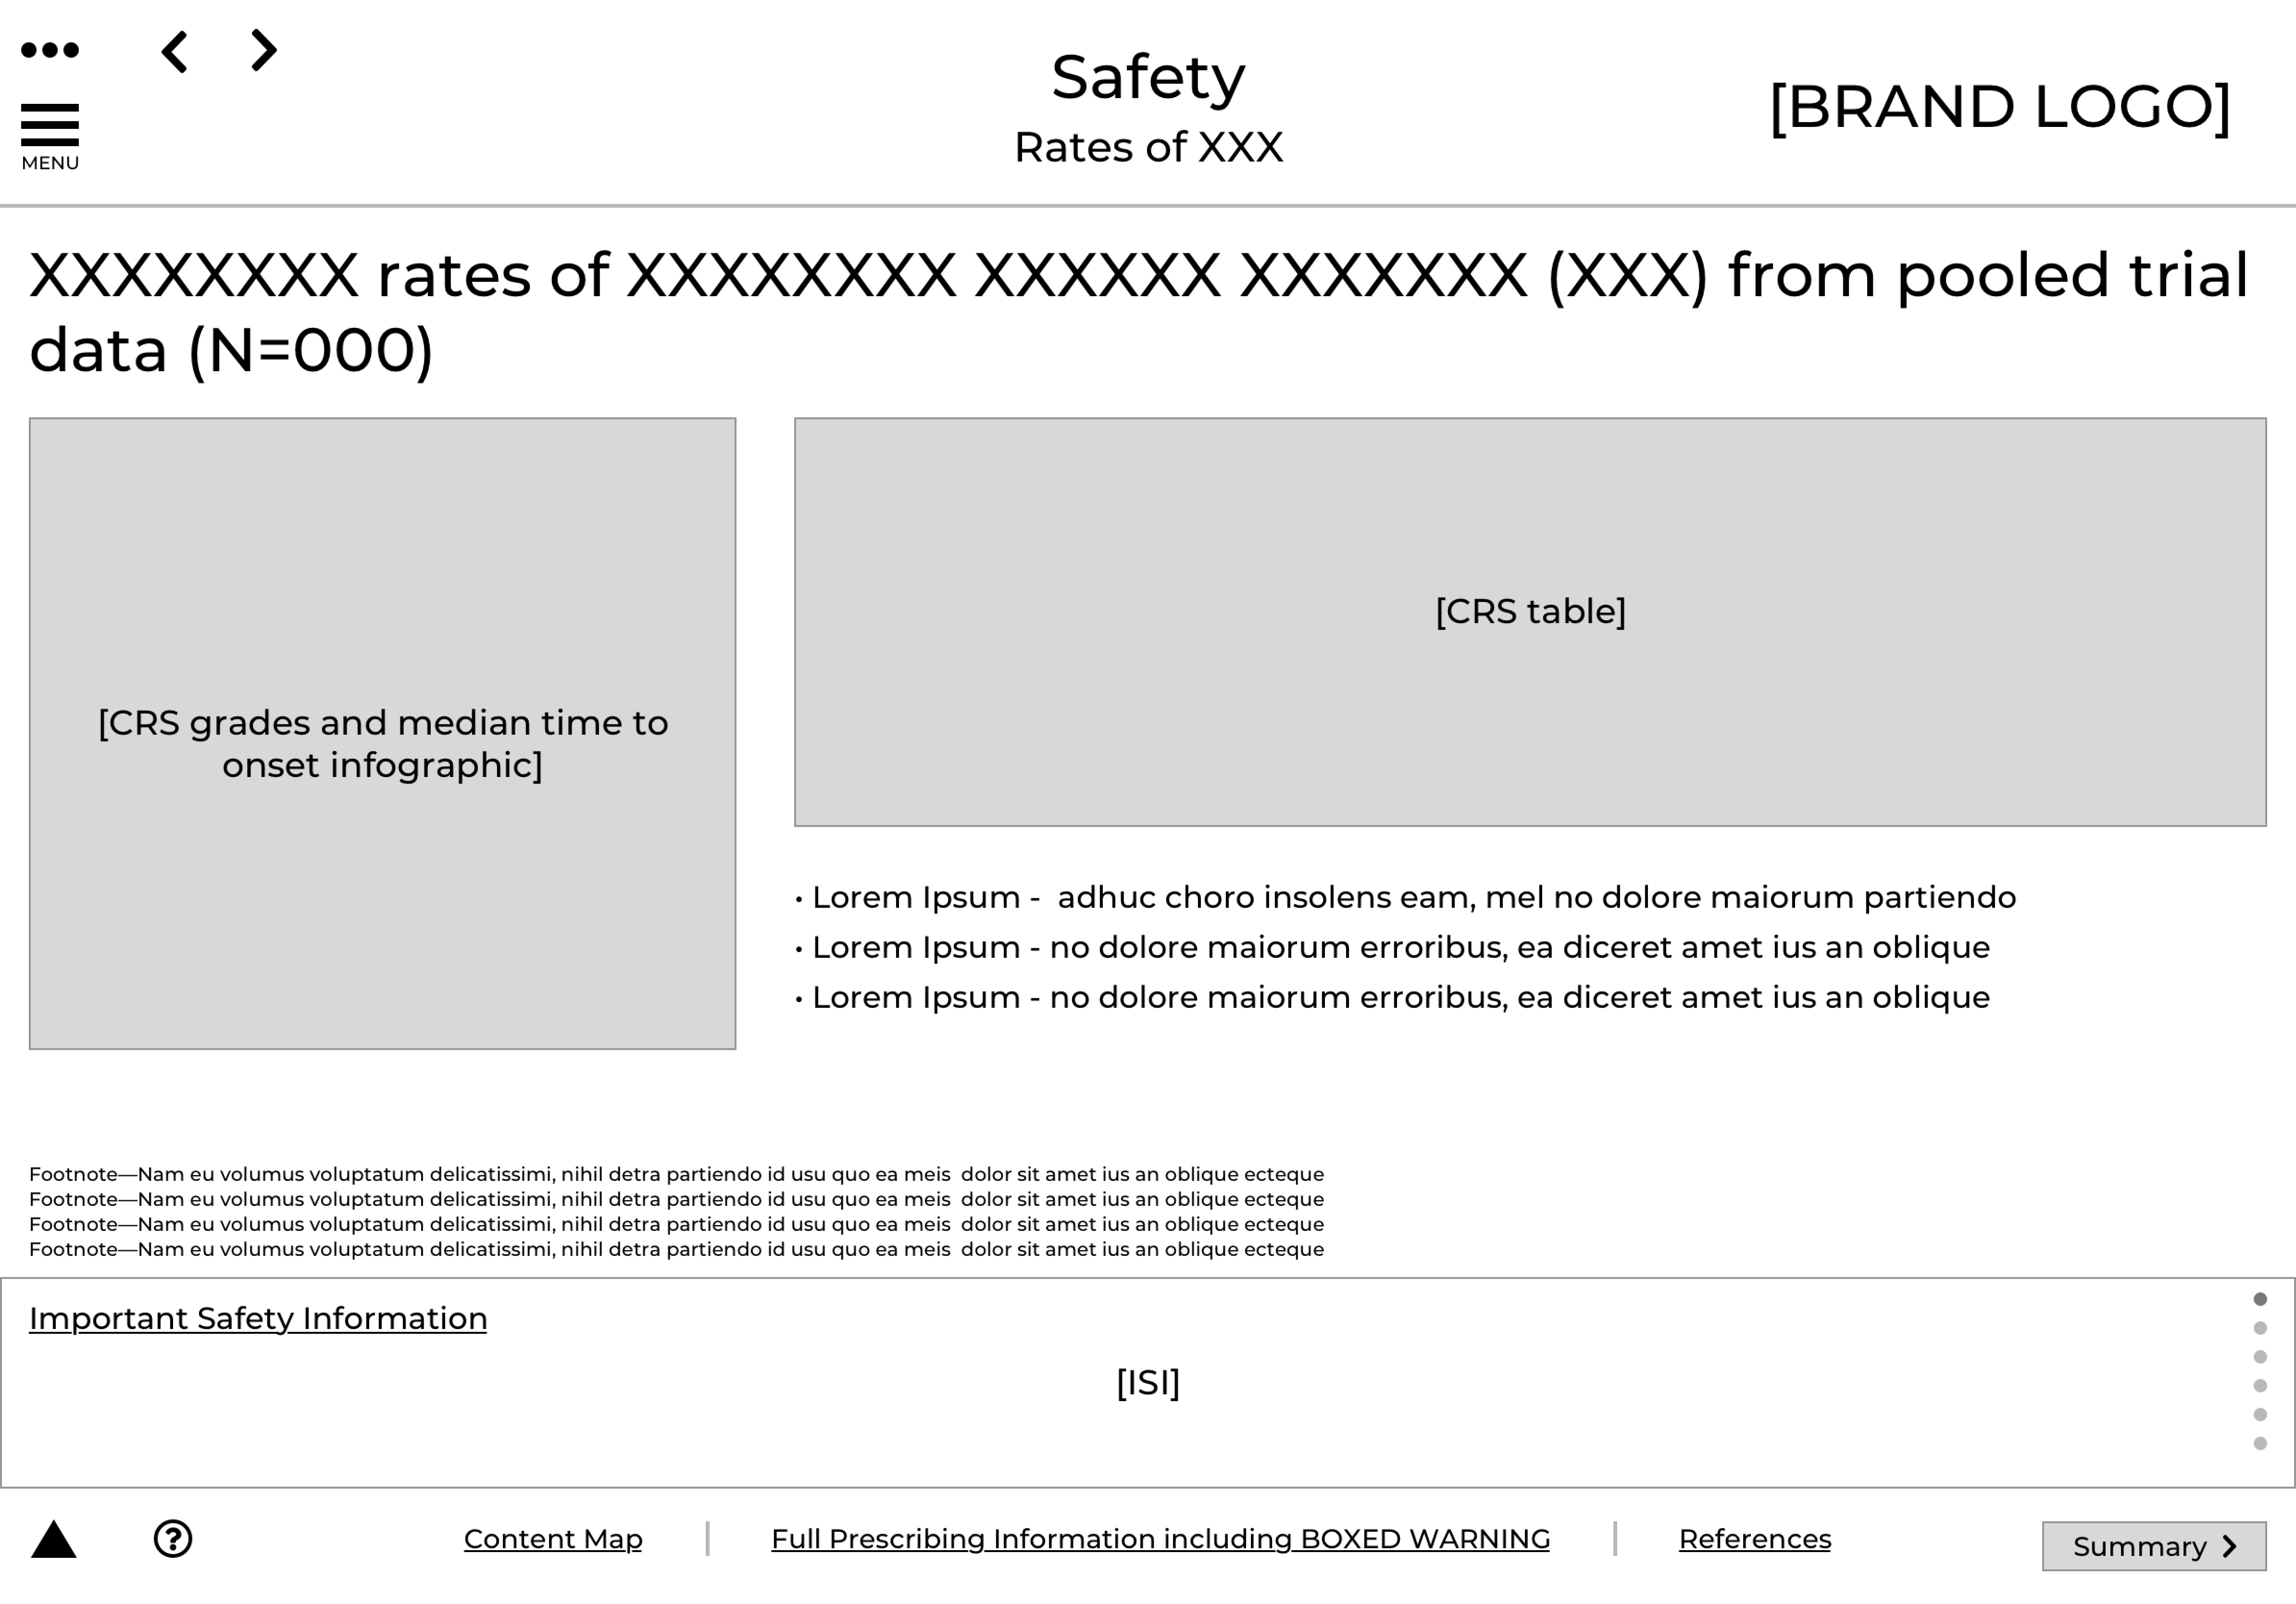 MENU
Safety
Rates of XXX
[BRAND LOGO]
XXXXXXXX rates of XXXXXXXX XXXXXX XXXXXXX (XXX) from pooled trial
data (N=000)
[CRS grades and median time to
onset infographic]
[CRS table]
• Lorem Ipsum -  adhuc choro insolens eam, mel no dolore maiorum partiendo
• Lorem Ipsum - no dolore maiorum erroribus, ea diceret amet ius an oblique
• Lorem Ipsum - no dolore maiorum erroribus, ea diceret amet ius an oblique
Footnote—Nam eu volumus voluptatum delicatissimi, nihil detra partiendo id usu quo ea meis  dolor sit amet ius an oblique ecteque
Footnote—Nam eu volumus voluptatum delicatissimi, nihil detra partiendo id usu quo ea meis  dolor sit amet ius an oblique ecteque
Footnote—Nam eu volumus voluptatum delicatissimi, nihil detra partiendo id usu quo ea meis  dolor sit amet ius an oblique ecteque
Footnote—Nam eu volumus voluptatum delicatissimi, nihil detra partiendo id usu quo ea meis  dolor sit amet ius an oblique ecteque
Important Safety Information
[ISI]
?
Content Map
Full Prescribing Information including BOXED WARNING
References
Summary